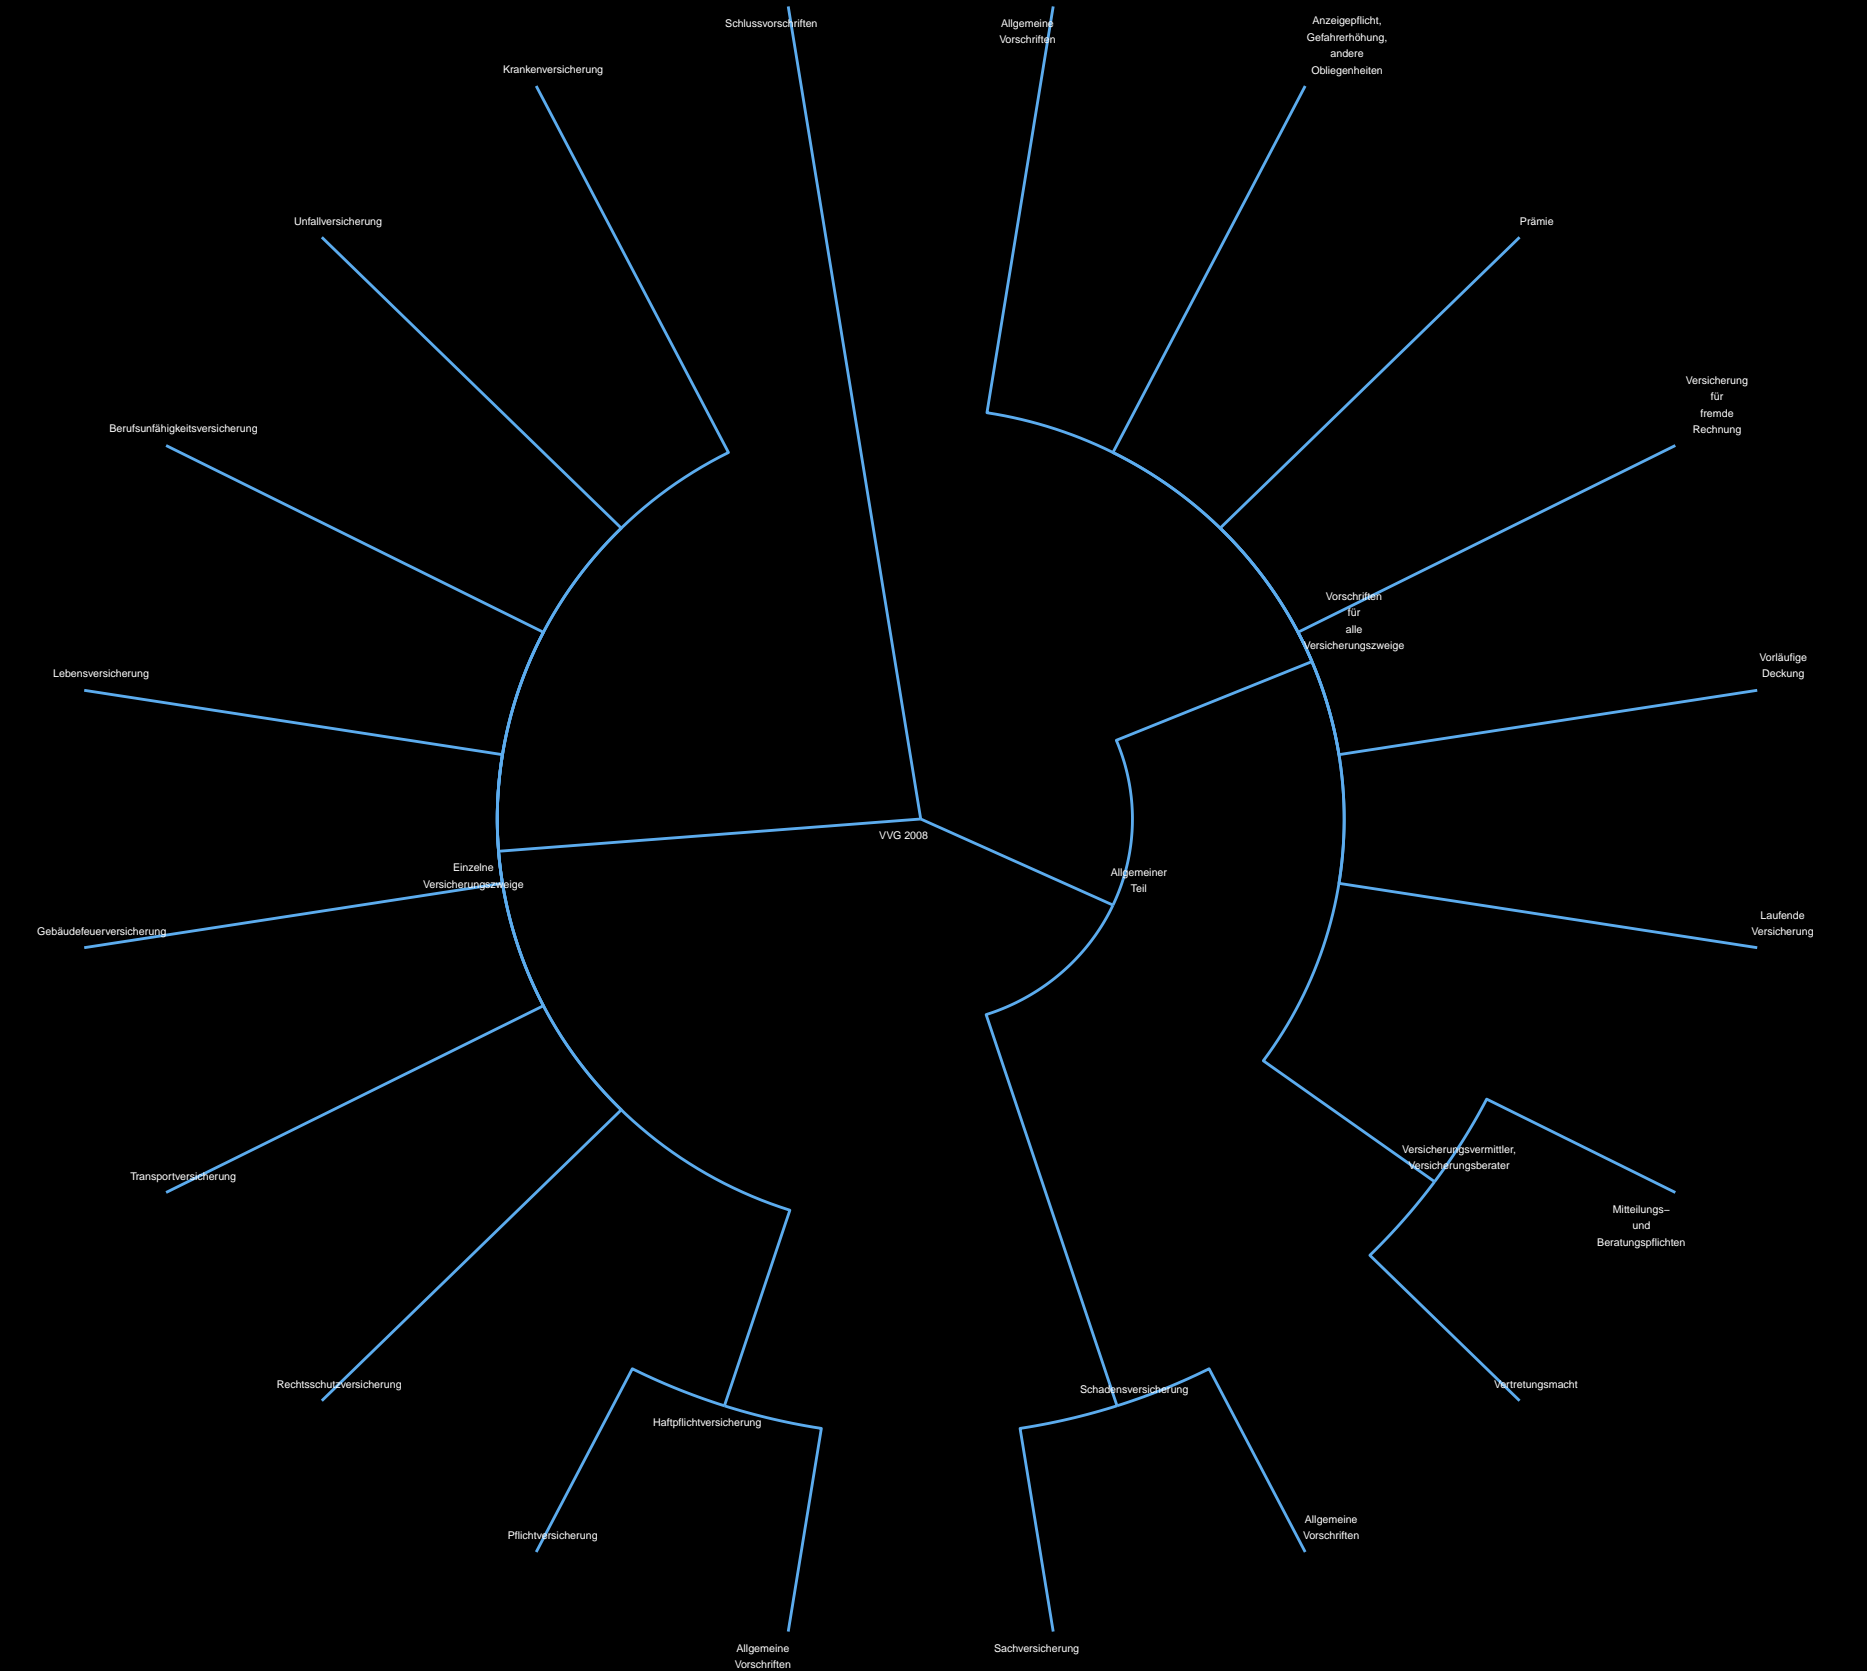 Schlussvorschriften
Allgemeine
Vorschriften
Anzeigepflicht,
Gefahrerhöhung,
andere
Obliegenheiten
Krankenversicherung
Unfallversicherung
Prämie
Versicherung
für
fremde
Rechnung
Berufsunfähigkeitsversicherung
Vorschriften
für
alle
Versicherungszweige
Lebensversicherung
Vorläufige
Deckung
VVG 2008
Einzelne
Versicherungszweige
Allgemeiner
Teil
Gebäudefeuerversicherung
Laufende
Versicherung
Transportversicherung
Versicherungsvermittler,
Versicherungsberater
Mitteilungs–
und
Beratungspflichten
Rechtsschutzversicherung
Haftpflichtversicherung
Schadensversicherung
Vertretungsmacht
Pflichtversicherung
Allgemeine
Vorschriften
Allgemeine
Vorschriften
Sachversicherung